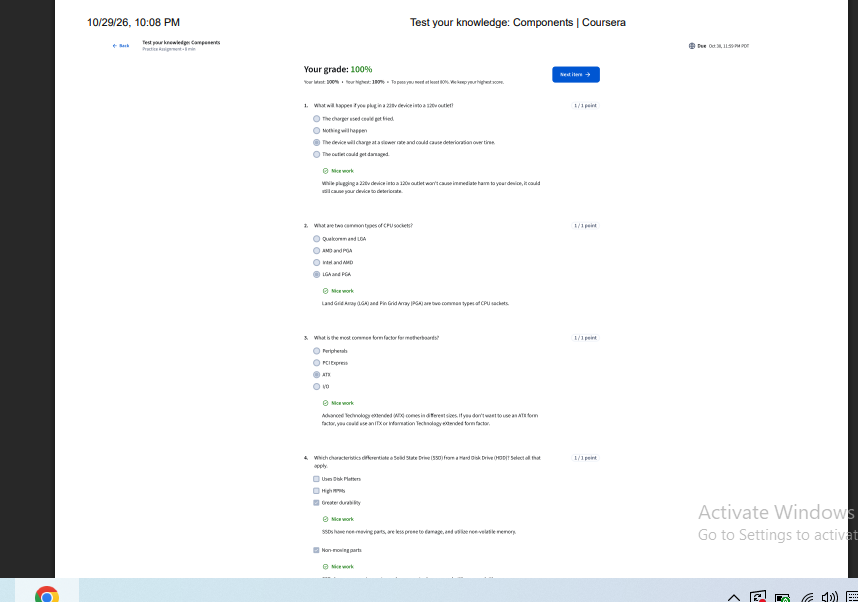 10/29/26, 10:08 PM
Test your knowledge: Components | Coursera
← Back
Test your knowledge: Components
Practice Assignment • 8 min
Due Oct 30, 11:59 PM PDT
Your grade: 100%
Next item →
Your latest: 100% • Your highest: 100% • To pass you need at least 80%. We keep your highest score.
1. What will happen if you plug in a 220v device into a 120v outlet?
1 / 1 point
The charger used could get fried.
Nothing will happen
The device will charge at a slower rate and could cause deterioration over time.
The outlet could get damaged.
Nice work
While plugging a 220v device into a 120v outlet won't cause immediate harm to your device, it could
still cause your device to deteriorate.
2. What are two common types of CPU sockets?
1 / 1 point
Qualcomm and LGA
AMD and PGA
Intel and AMD
LGA and PGA
Nice work
Land Grid Array (LGA) and Pin Grid Array (PGA) are two common types of CPU sockets.
3. What is the most common form factor for motherboards?
1 / 1 point
Peripherals
PCI Express
ATX
I/O
Nice work
Advanced Technology eXtended (ATX) comes in different sizes. If you don't want to use an ATX form
factor, you could use an ITX or Information Technology eXtended form factor.
4. Which characteristics differentiate a Solid State Drive (SSD) from a Hard Disk Drive (HDD)? Select all that
apply.
1 / 1 point
Uses Disk Platters
High RPMs
Greater durability
Nice work
SSDs have non-moving parts, are less prone to damage, and utilize non-volatile memory.
Non-moving parts
Nice work
Activate Windows
Go to Settings to activat